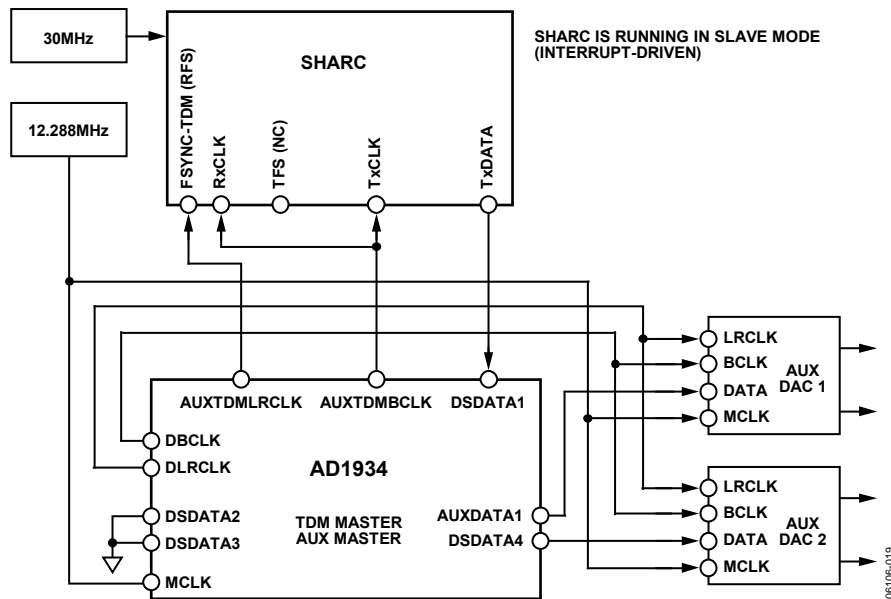 30MHz
12.288MHz
SHARC
SHARC IS RUNNING IN SLAVE MODE
(INTERRUPT-DRIVEN)
FSYNC-TDM (RFS)
RxCLK
TFS (NC)
TxCLK
TxDATA
AUXTDMLRCLK
AUXTDMBCLK
DSDATA1
DBCLK
DLRCLK
DSDATA2
DSDATA3
MCLK
AD1934
TDM MASTER
AUX MASTER
AUXDATA1
DSDATA4
LRCLK
BCLK
DATA
MCLK
AUX
DAC 1
LRCLK
BCLK
DATA
MCLK
AUX
DAC 2
06106-019